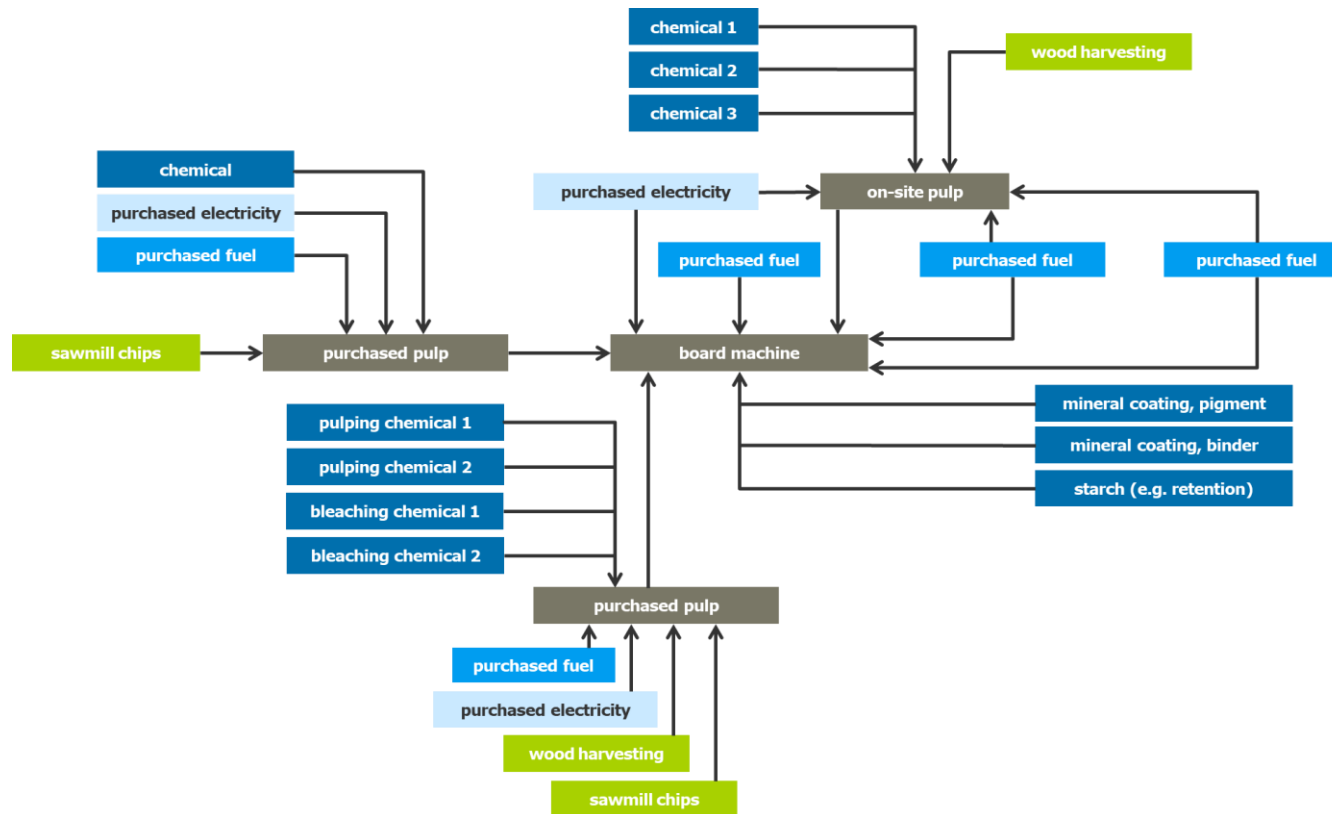 chemical 1
chemical 2
chemical 3
wood harvesting
chemical
purchased electricity
purchased fuel
purchased electricity
on-site pulp
purchased fuel
purchased fuel
purchased fuel
sawmill chips
purchased pulp
board machine
mineral coating, pigment
mineral coating, binder
starch (e.g. retention)
pulping chemical 1
pulping chemical 2
bleaching chemical 1
bleaching chemical 2
purchased pulp
purchased fuel
purchased electricity
wood harvesting
sawmill chips